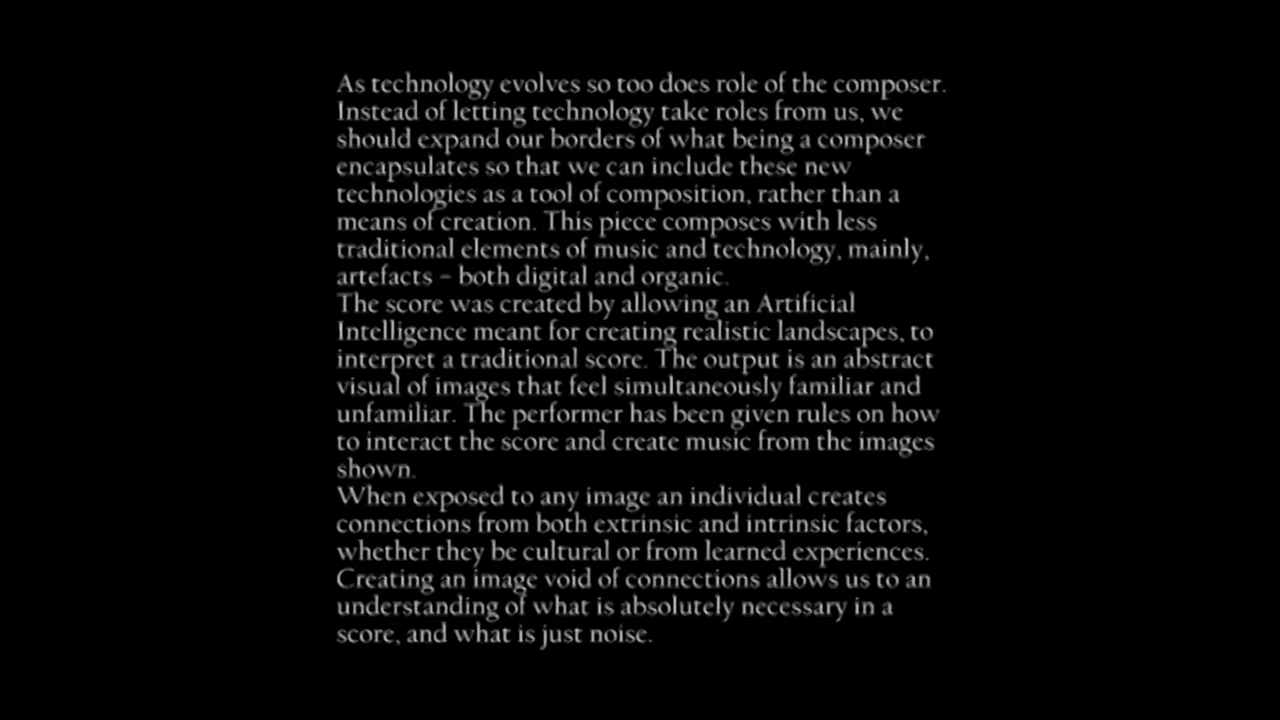 As technology evolves so too does role of the composer.
Instead of letting technology take roles from us, we
should expand our borders of what being a composer
encapsulates so that we can include these new
technologies as a tool of composition, rather than a
means of creation. This piece composes with less
traditional elements of music and technology, mainly,
artefacts – both digital and organic.
The score was created by allowing an Artificial
Intelligence meant for creating realistic landscapes, to
interpret a traditional score. The output is an abstract
visual of images that feel simultaneously familiar and
unfamiliar. The performer has been given rules on how
to interact the score and create music from the images
shown.
When exposed to any image an individual creates
connections from both extrinsic and intrinsic factors,
whether they be cultural or from learned experiences.
Creating an image void of connections allows us to an
understanding of what is absolutely necessary in a
score, and what is just noise.